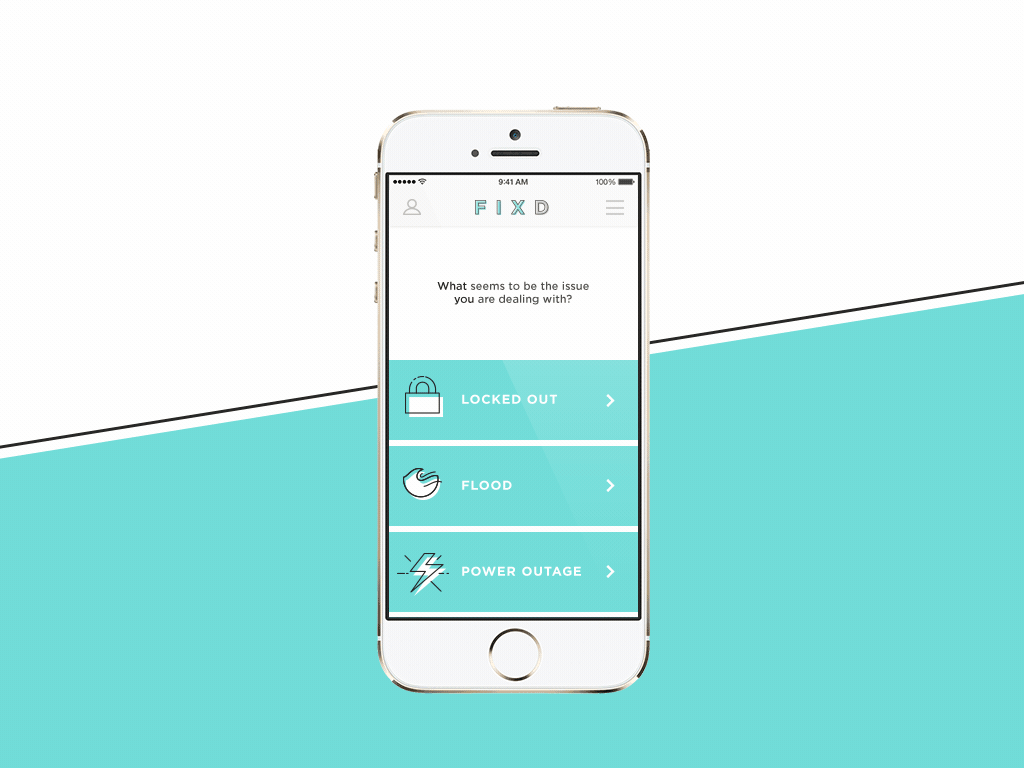 9:41 AM
100%
FIXD
What seems to be the issue
you are dealing with?
LOCKED OUT
FLOOD
POWER OUTAGE